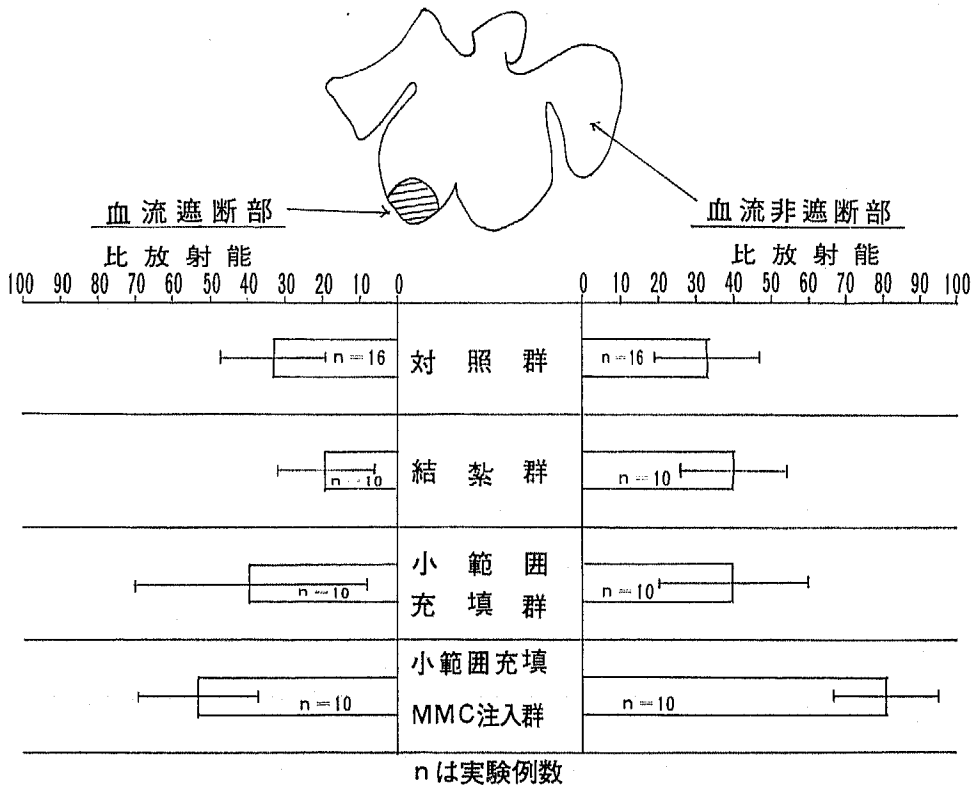 血流遮断部 血流非遮断部
比放射能 比放射能
100 90 80 70 60 50 40 30 20 10 0 0 10 20 30 40 50 60 70 80 90 100
n=16 対照群 n=16
n=10 結紮群 n=10
小範囲
n=10 充填群 n=10
小範囲充填
n=10 MMC注入群 n=10
nは実験例数